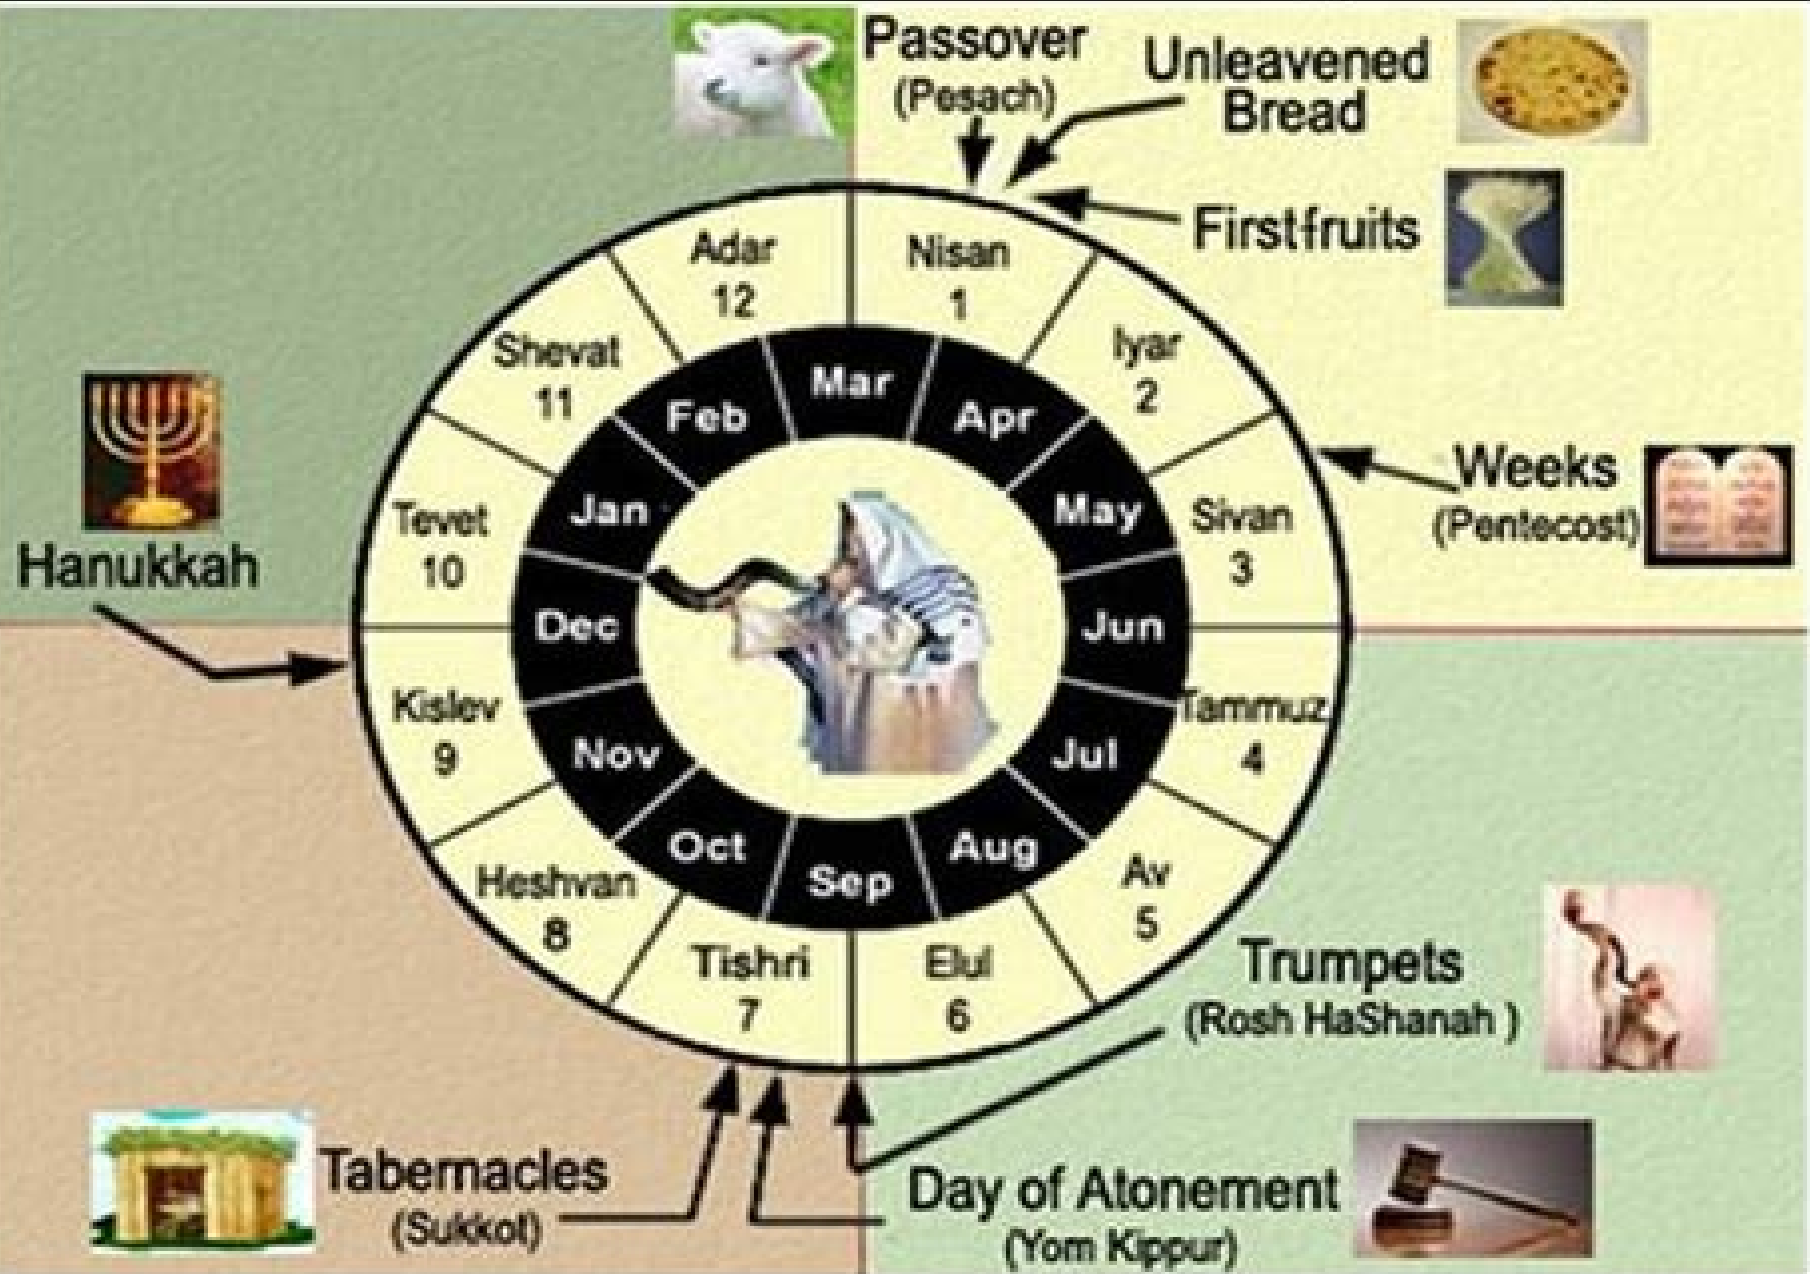 Passover
(Pesach)
Unleavened
Bread
Firstfruits
Weeks
(Pentecost)
Trumpets
(Rosh HaShanah )
Day of Atonement
(Yom Kippur)
Tabernacles
(Sukkot)
Hanukkah
Nisan
1
Iyar
2
Sivan
3
Tammuz
4
Av
5
Elul
6
Tishri
7
Heshvan
8
Kislev
9
Tevet
10
Shevat
11
Adar
12
Mar
Apr
May
Jun
Jul
Aug
Sep
Oct
Nov
Dec
Jan
Feb